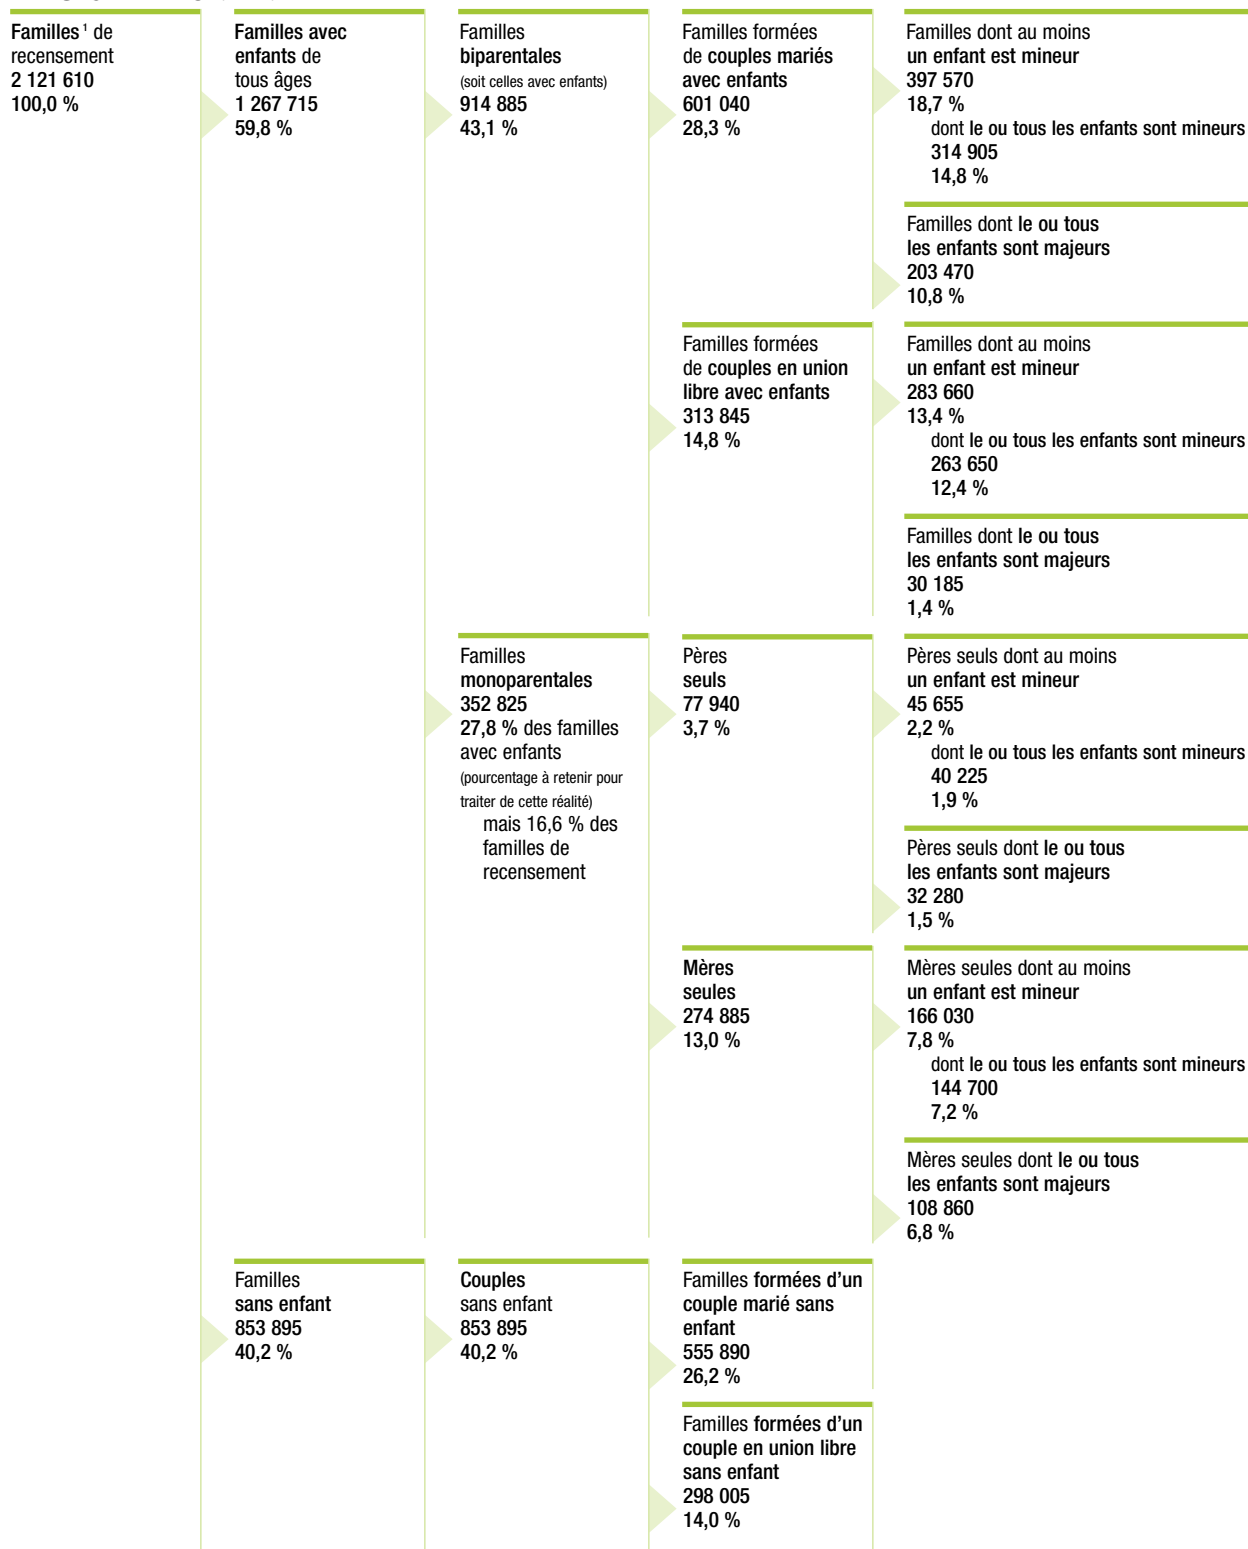 Familles ¹ de
recensement
2 121 610
100,0 %
Familles avec
enfants de
tous âges
1 267 715
59,8 %
Familles
biparentales
(soit celles avec enfants)
914 885
43,1 %
Familles formées
de couples mariés
avec enfants
601 040
28,3 %
Familles dont au moins
un enfant est mineur
397 570
18,7 %
dont le ou tous les enfants sont mineurs
314 905
14,8 %
Familles dont le ou tous
les enfants sont majeurs
203 470
10,8 %
Familles formées
de couples en union
libre avec enfants
313 845
14,8 %
Familles dont au moins
un enfant est mineur
283 660
13,4 %
dont le ou tous les enfants sont mineurs
263 650
12,4 %
Familles dont le ou tous
les enfants sont majeurs
30 185
1,4 %
Familles
monoparentales
352 825
27,8 % des familles
avec enfants
(pourcentage à retenir pour
traiter de cette réalité)
mais 16,6 % des
familles de
recensement
Pères
seuls
77 940
3,7 %
Pères seuls dont au moins
un enfant est mineur
45 655
2,2 %
dont le ou tous les enfants sont mineurs
40 225
1,9 %
Pères seuls dont le ou tous
les enfants sont majeurs
32 280
1,5 %
Mères
seules
274 885
13,0 %
Mères seules dont au moins
un enfant est mineur
166 030
7,8 %
dont le ou tous les enfants sont mineurs
144 700
7,2 %
Mères seules dont le ou tous
les enfants sont majeurs
108 860
6,8 %
Familles
sans enfant
853 895
40,2 %
Couples
sans enfant
853 895
40,2 %
Familles formées d’un
couple marié sans
enfant
555 890
26,2 %
Familles formées d’un
couple en union libre
sans enfant
298 005
14,0 %